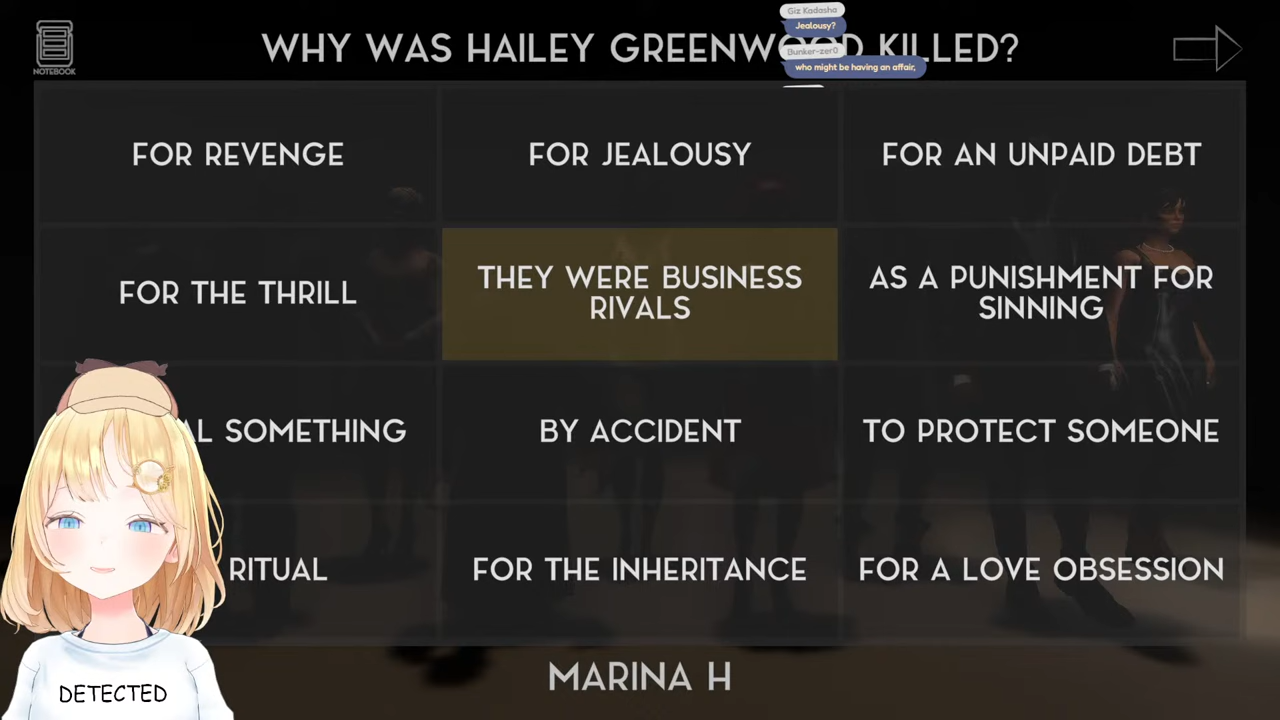 Giz Kadasha
Jealousy?
WHY WAS HAILEY GREENWOOD KILLED?
Bunker-zer0
who might be having an affair,
NOTEBOOK
FOR REVENGE
FOR JEALOUSY
FOR AN UNPAID DEBT
FOR THE THRILL
THEY WERE BUSINESS
RIVALS
AS A PUNISHMENT FOR
SINNING
AL SOMETHING
BY ACCIDENT
TO PROTECT SOMEONE
RITUAL
FOR THE INHERITANCE
FOR A LOVE OBSESSION
MARINA H
DETECTED